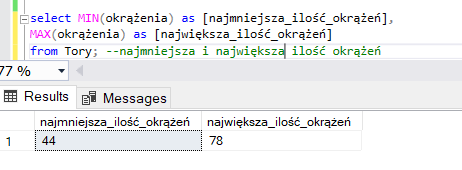 select MIN(okrążenia) as [najmniejsza_ilość_okrążeń],
MAX(okrążenia) as [największa_ilość_okrążeń]
from Tory; --najmniejsza i największa ilość okrążeń
77 %
Results Messages
najmniejsza_ilość_okrążeń największa_ilość_okrążeń
1 44 78